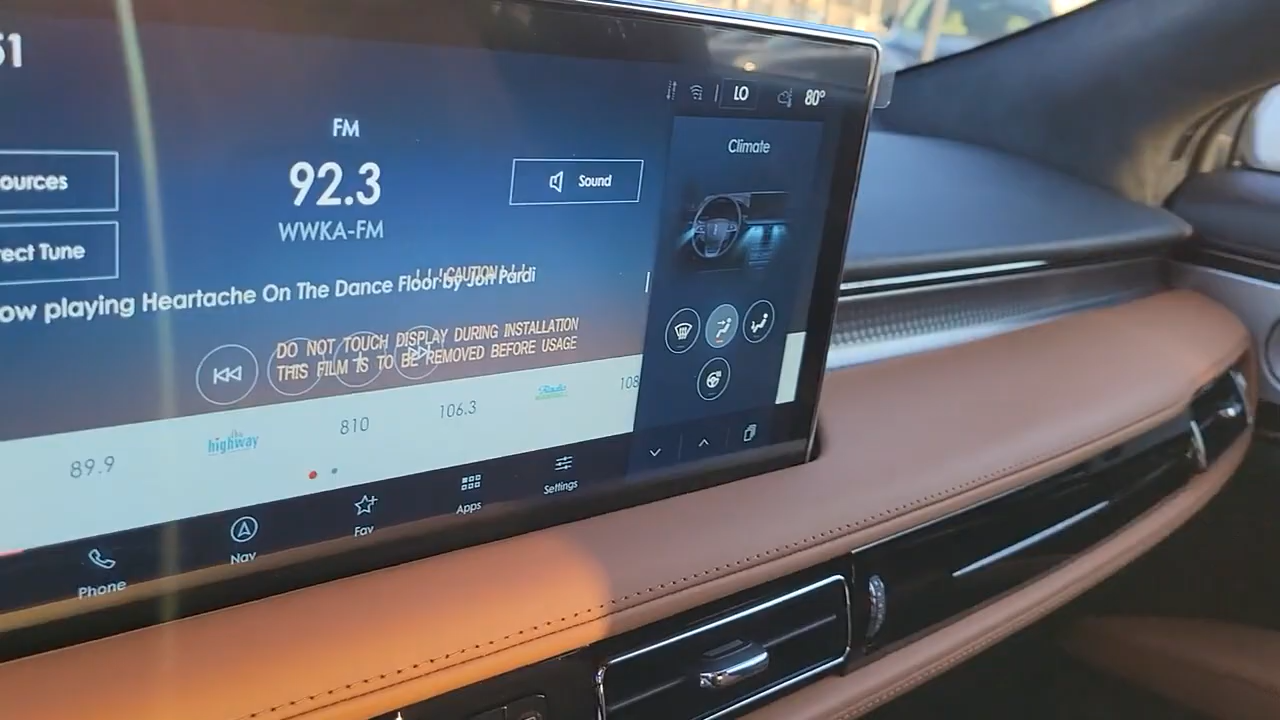 51
LO 80°
FM
Climate
92.3
Sound
ources
WWKA-FM
rect Tune
ow playing Heartache On The Dance Floor by Jon Pardi
! ! ! CAUTION ! ! !
DO NOT TOUCH DISPLAY DURING INSTALLATION
THIS FILM IS TO BE REMOVED BEFORE USAGE
89.9
the highway
810
106.3
Radio
108
Phone
Nav
Fav
Apps
Settings